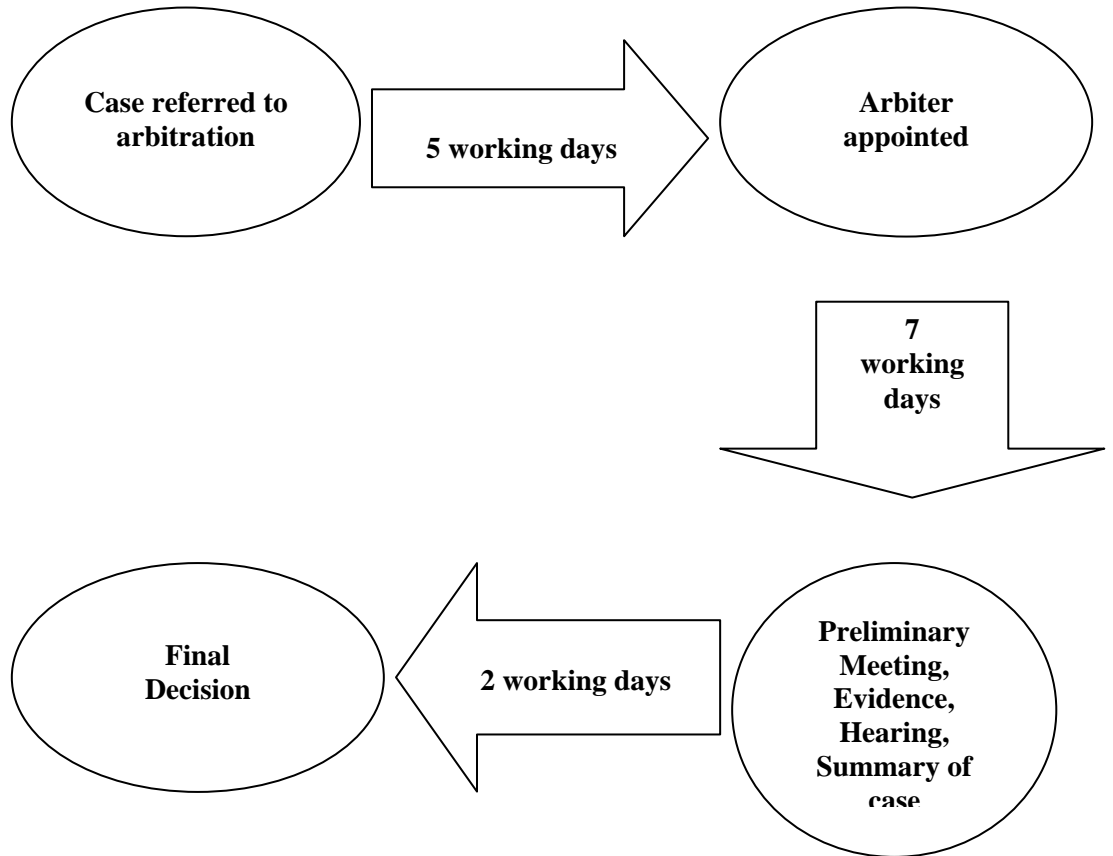 Case referred to
arbitration
5 working days
Arbiter
appointed
7
working
days
Preliminary
Meeting,
Evidence,
Hearing,
Summary of
case
2 working days
Final
Decision